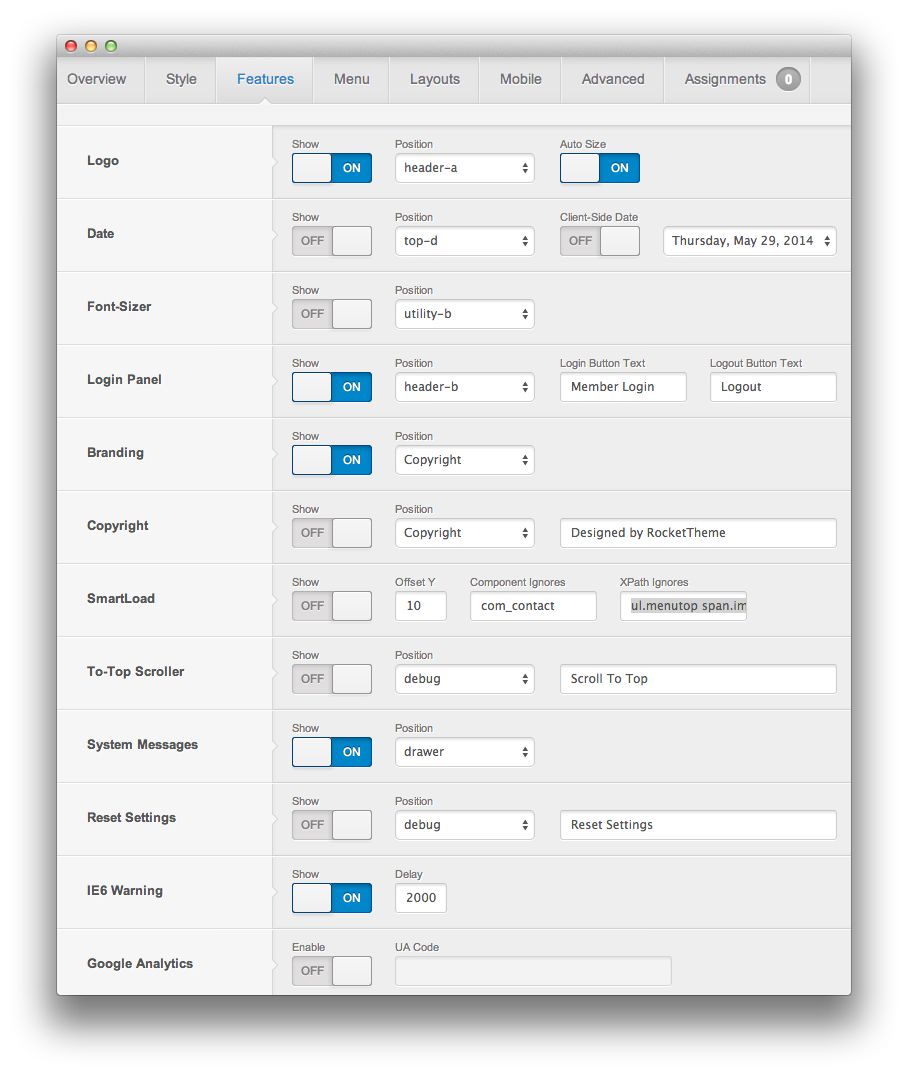 Overview Style Features Menu Layouts Mobile Advanced Assignments 0
Show Position Auto Size
Logo ON header-a ON
Show Position Client-Side Date
Date OFF top-d OFF Thursday, May 29, 2014
Show Position
Font-Sizer OFF utility-b
Show Position Login Button Text Logout Button Text
Login Panel ON header-b Member Login Logout
Show Position
Branding ON Copyright
Show Position
Copyright OFF Copyright Designed by RocketTheme
Show Offset Y Component Ignores XPath Ignores
SmartLoad OFF 10 com_contact ul.menutop span.im
Show Position
To-Top Scroller OFF debug Scroll To Top
Show Position
System Messages ON drawer
Show Position
Reset Settings OFF debug Reset Settings
Show Delay
IE6 Warning ON 2000
Enable UA Code
Google Analytics OFF